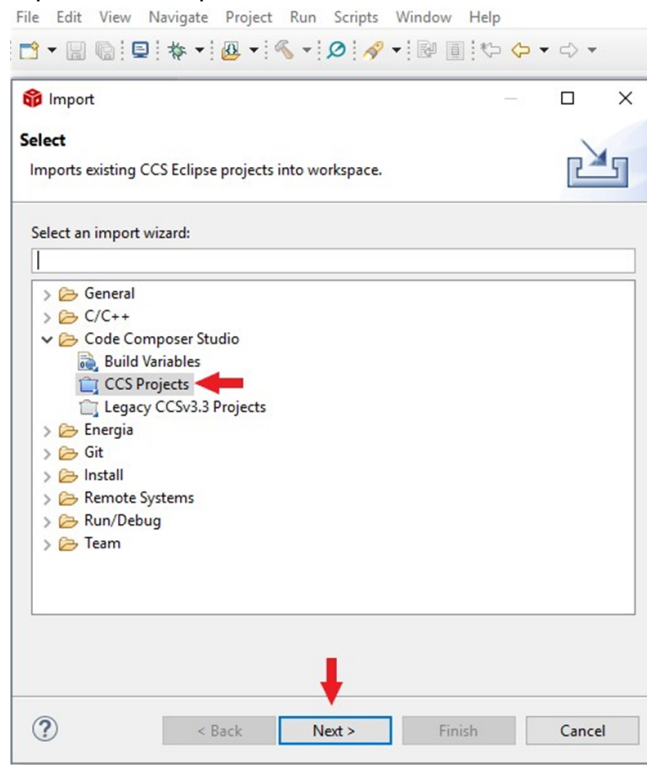 File Edit View Navigate Project Run Scripts Window Help
Import
Select
Imports existing CCS Eclipse projects into workspace.
Select an import wizard:
General
C/C++
Code Composer Studio
Build Variables
CCS Projects
Legacy CCSv3.3 Projects
Energia
Git
Install
Remote Systems
Run/Debug
Team
< Back Next > Finish Cancel